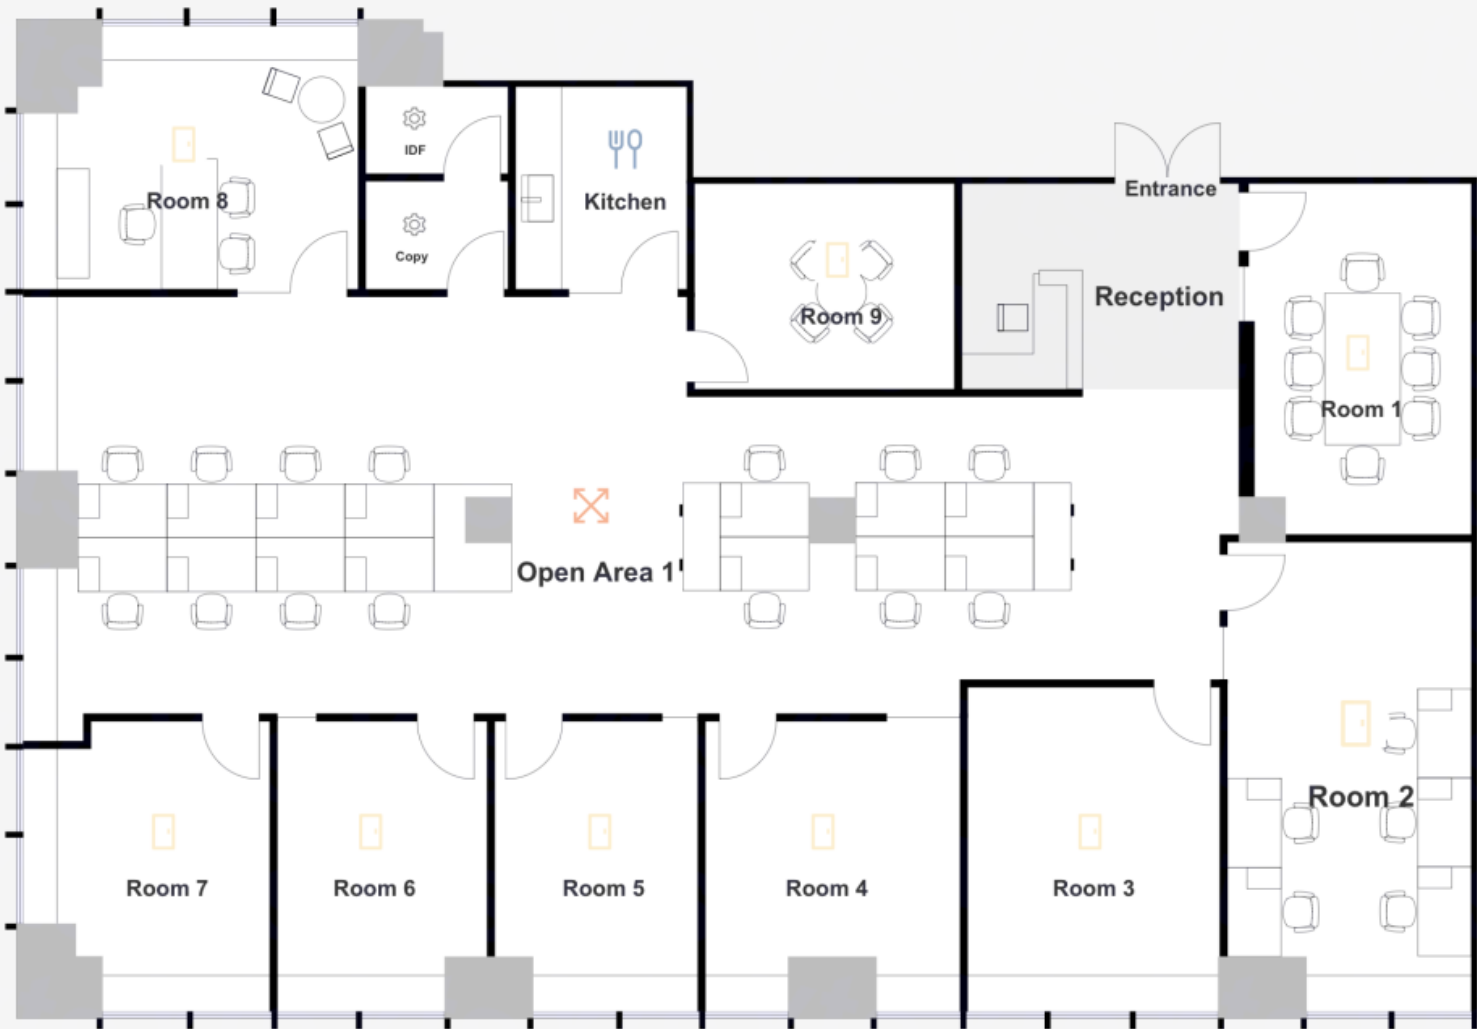 IDF
Entrance
Room 8
Kitchen
Copy
Reception
Room 9
Room 1
Open Area 1
Room 2
Room 7
Room 6
Room 5
Room 4
Room 3